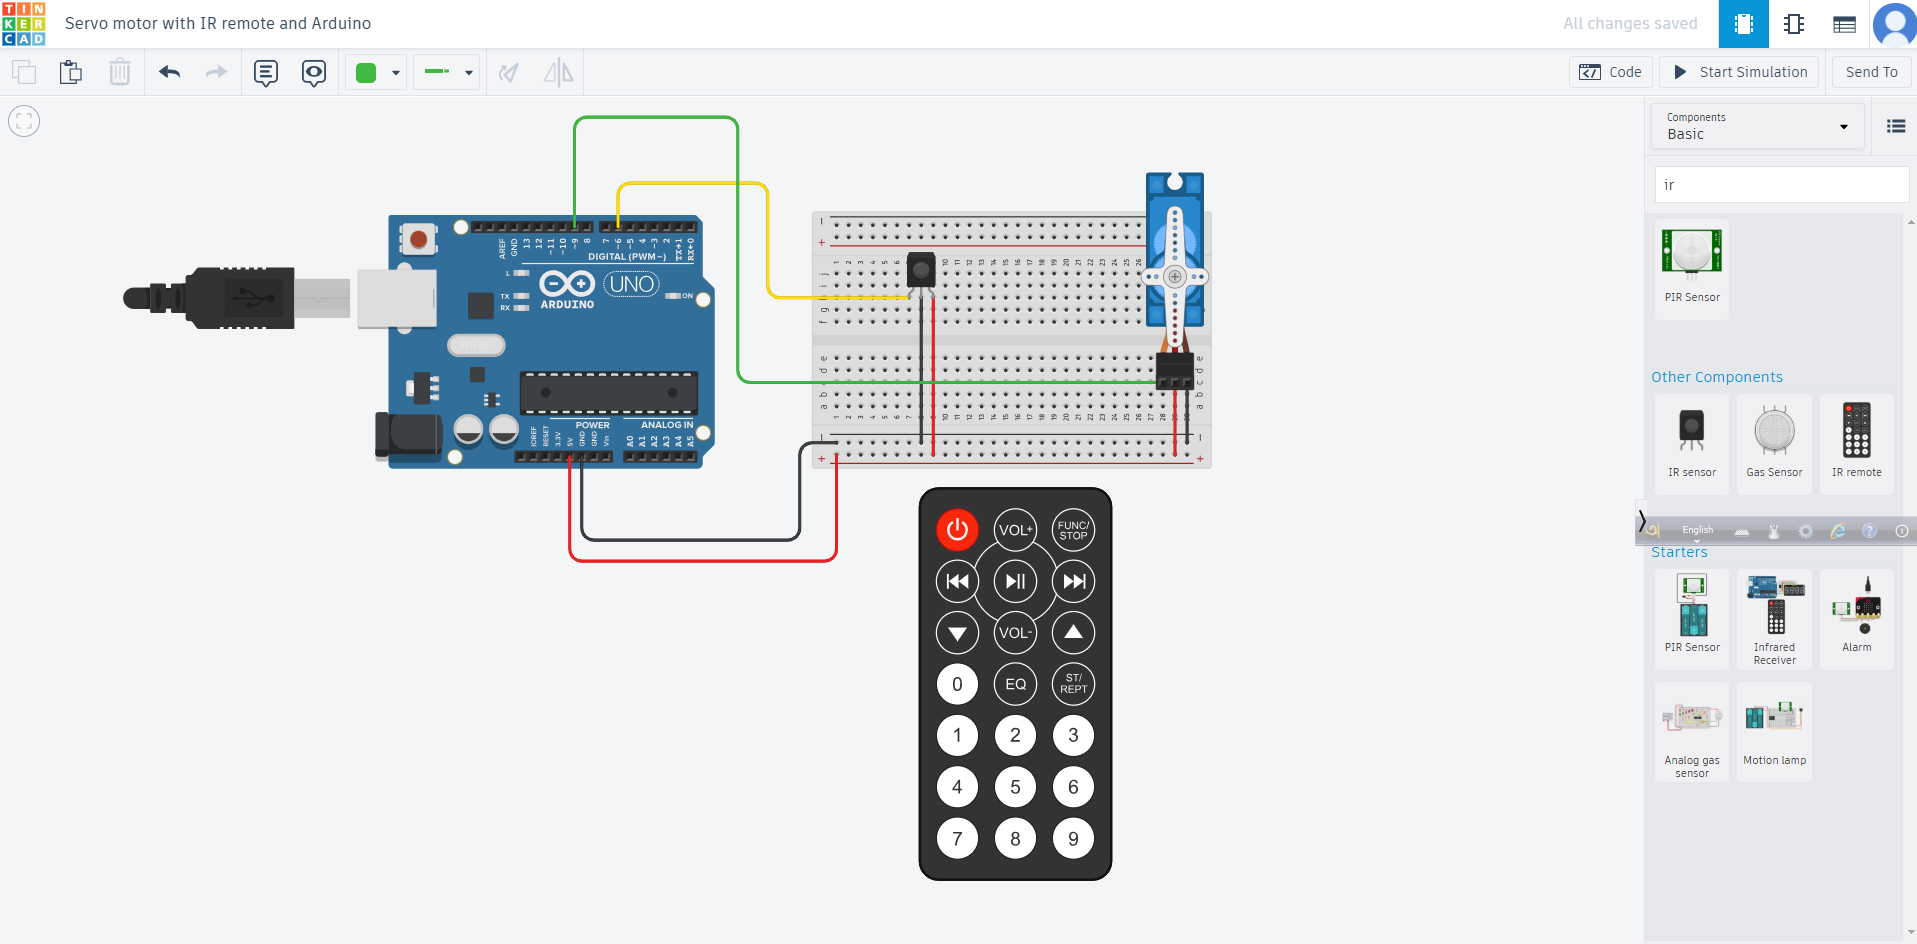 TIN
KER
CAD
Servo motor with IR remote and Arduino
All changes saved
Code
Start Simulation
Send To
Components
Basic
ir
PIR Sensor
Other Components
IR sensor
Gas Sensor
IR remote
English
Starters
PIR Sensor
Infrared
Receiver
Alarm
Analog gas
sensor
Motion lamp
AREF
GND
13
12
~11
~10
~9
8
7
~6
~5
4
~3
2
TX→1
RX←0
DIGITAL (PWM~)
L
TX
RX
ARDUINO
UNO
ON
POWER
ANALOG IN
IOREF
RESET
3.3V
5V
GND
GND
Vin
A0
A1
A2
A3
A4
A5
VOL+
FUNC/
STOP
VOL-
0
EQ
ST/
REPT
1
2
3
4
5
6
7
8
9